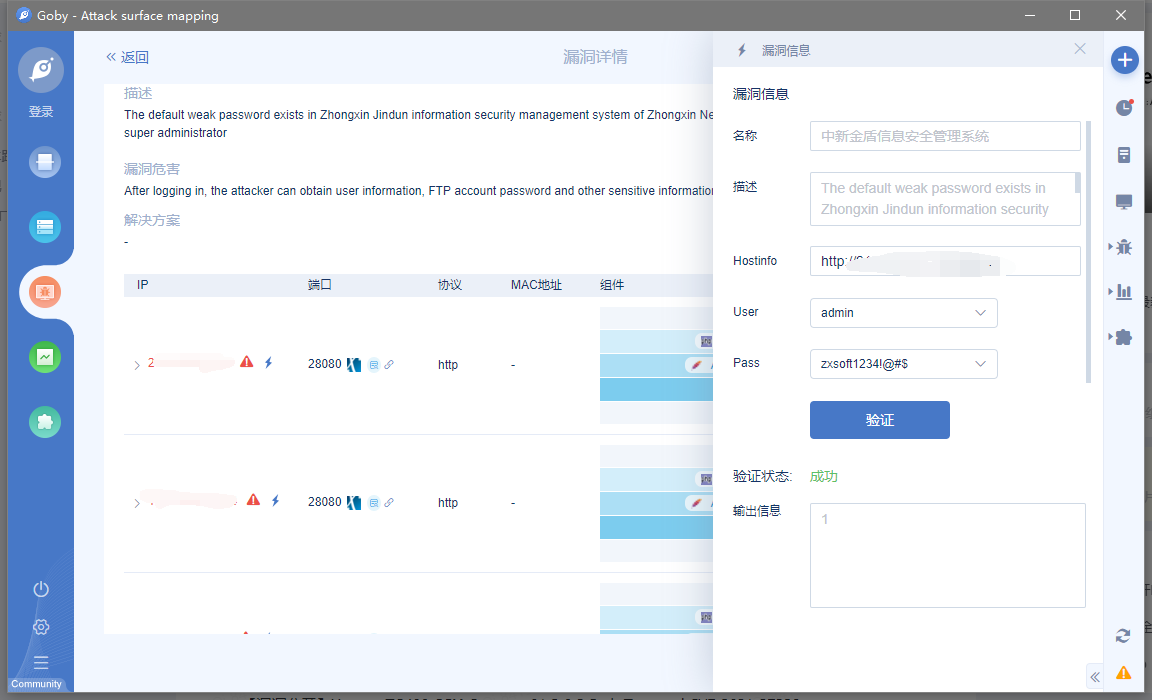 Goby - Attack surface mapping
登录
Community
« 返回
漏洞详情
描述
The default weak password exists in Zhongxin Jindun information security management system of Zhongxin Ne
super administrator
漏洞危害
After logging in, the attacker can obtain user information, FTP account password and other sensitive informatio
解决方案
-
IP 端口 协议 MAC地址 组件
2 28080 http -
28080 http -
漏洞信息
漏洞信息
名称 中新金盾信息安全管理系统
描述 The default weak password exists in
Zhongxin Jindun information security
Hostinfo http:/
User admin
Pass zxsoft1234!@#$
验证
验证状态: 成功
输出信息 1